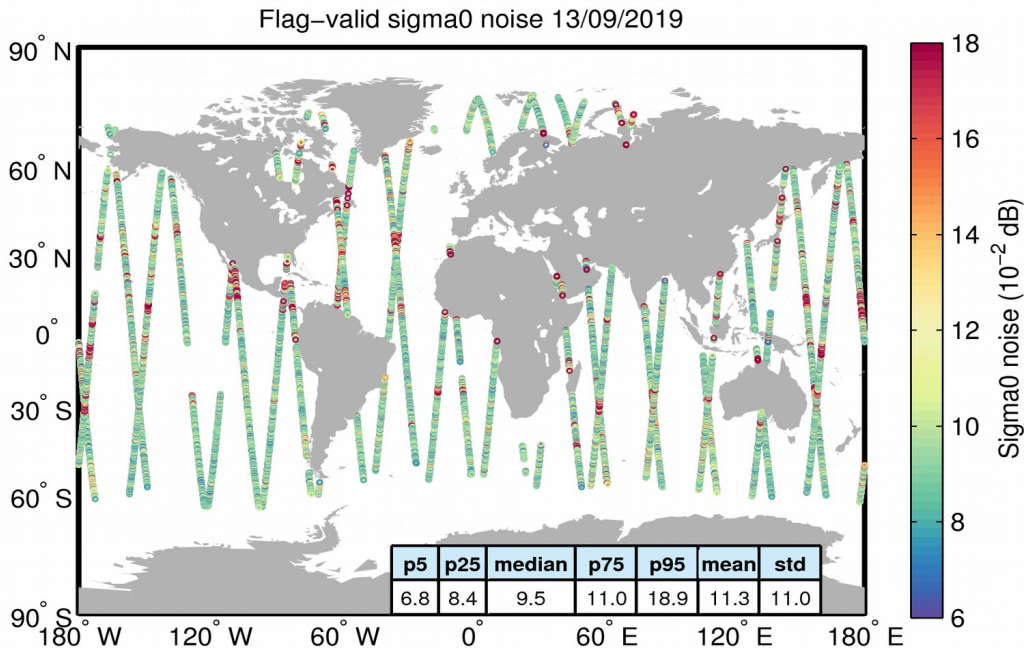 Flag-valid sigma0 noise 13/09/2019
90° N
60° N
30° N
0°
30° S
60° S
90° S
180° W
120° W
60° W
0°
60° E
120° E
180° E
p5 p25 median p75 p95 mean std
6.8 8.4 9.5 11.0 18.9 11.3 11.0
18
16
14
12
10
8
6
Sigma0 noise (10⁻² dB)